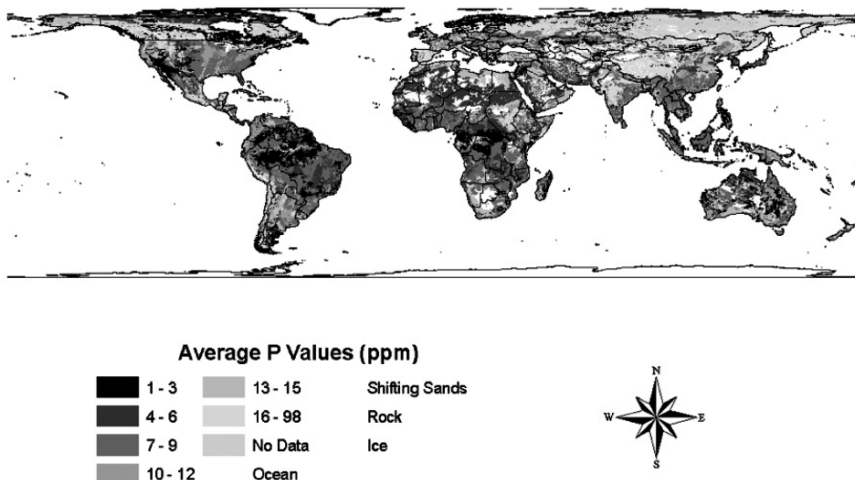 Average P Values (ppm)
1 - 3
4 - 6
7 - 9
10 - 12
13 - 15
16 - 98
No Data
Ocean
Shifting Sands
Rock
Ice
N
W
E
S